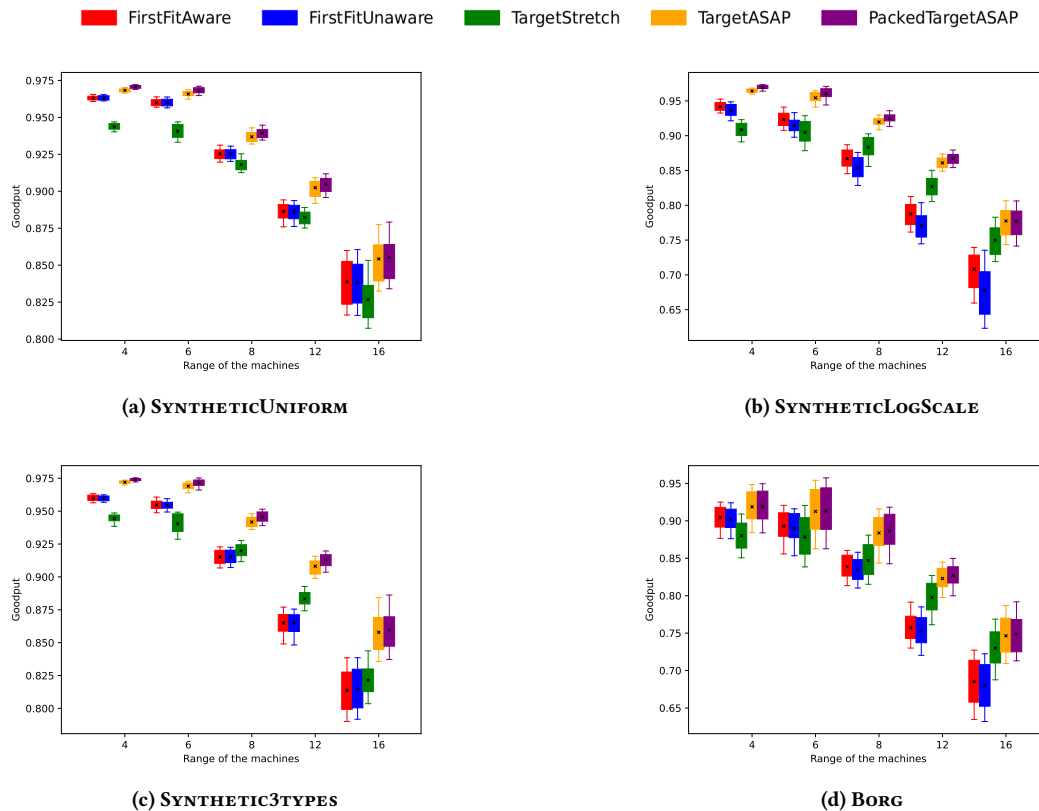 FirstFitAware FirstFitUnaware TargetStretch TargetASAP PackedTargetASAP
0.975
0.950
0.925
0.900
0.875
0.850
0.825
0.800
Goodput
4 6 8 12 16
Range of the machines
(a) SYNTHETICUNIFORM
0.95
0.90
0.85
0.80
0.75
0.70
0.65
Goodput
4 6 8 12 16
Range of the machines
(b) SYNTHETICLOGSCALE
0.975
0.950
0.925
0.900
0.875
0.850
0.825
0.800
Goodput
4 6 8 12 16
Range of the machines
(c) SYNTHETIC3TYPES
0.95
0.90
0.85
0.80
0.75
0.70
0.65
Goodput
4 6 8 12 16
Range of the machines
(d) BORG